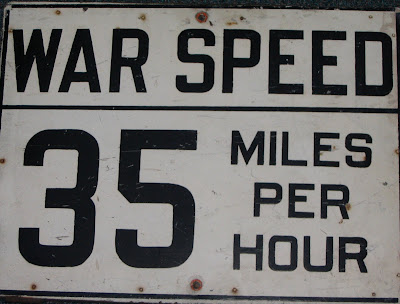 WAR SPEED
35 MILES
PER
HOUR